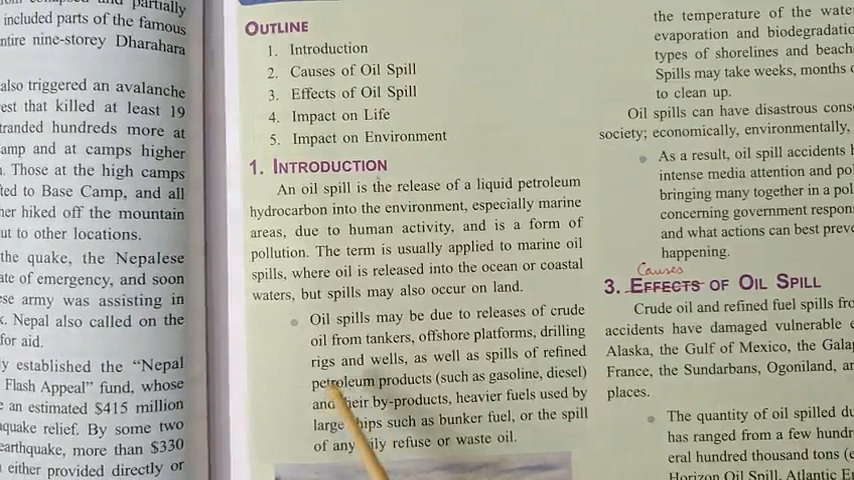 partially
included parts of the famous
ntire nine-storey Dharahara
also triggered an avalanche
rest that killed at least 19
tranded hundreds more at
amp and at camps higher
Those at the high camps
ted to Base Camp, and all
her hiked off the mountain
ut to other locations.
the quake, the Nepalese
ate of emergency, and soon
ese army was assisting in
Nepal also called on the
for aid.
ly established the “Nepal
Flash Appeal” fund, whose
e an estimated $415 million
quake relief. By some two
earthquake, more than $330
either provided directly or
OUTLINE
1. Introduction
2. Causes of Oil Spill
3. Effects of Oil Spill
4. Impact on Life
5. Impact on Environment
1. INTRODUCTION
An oil spill is the release of a liquid petroleum
hydrocarbon into the environment, especially marine
areas, due to human activity, and is a form of
pollution. The term is usually applied to marine oil
spills, where oil is released into the ocean or coastal
waters, but spills may also occur on land.
Oil spills may be due to releases of crude
oil from tankers, offshore platforms, drilling
rigs and wells, as well as spills of refined
petroleum products (such as gasoline, diesel)
and their by-products, heavier fuels used by
large ships such as bunker fuel, or the spill
of any oily refuse or waste oil.
the temperature of the wate
evaporation and biodegradatio
types of shorelines and beach
Spills may take weeks, months o
to clean up.
Oil spills can have disastrous cons
society; economically, environmentally,
As a result, oil spill accidents h
intense media attention and pol
bringing many together in a pol
concerning government respon
and what actions can best preve
happening.
Causes
3. EFFECTS OF OIL SPILL
Crude oil and refined fuel spills fro
accidents have damaged vulnerable e
Alaska, the Gulf of Mexico, the Gala
France, the Sundarbans, Ogoniland, an
places.
The quantity of oil spilled du
has ranged from a few hundr
eral hundred thousand tons (e
Horizon Oil Spill, Atlantic E